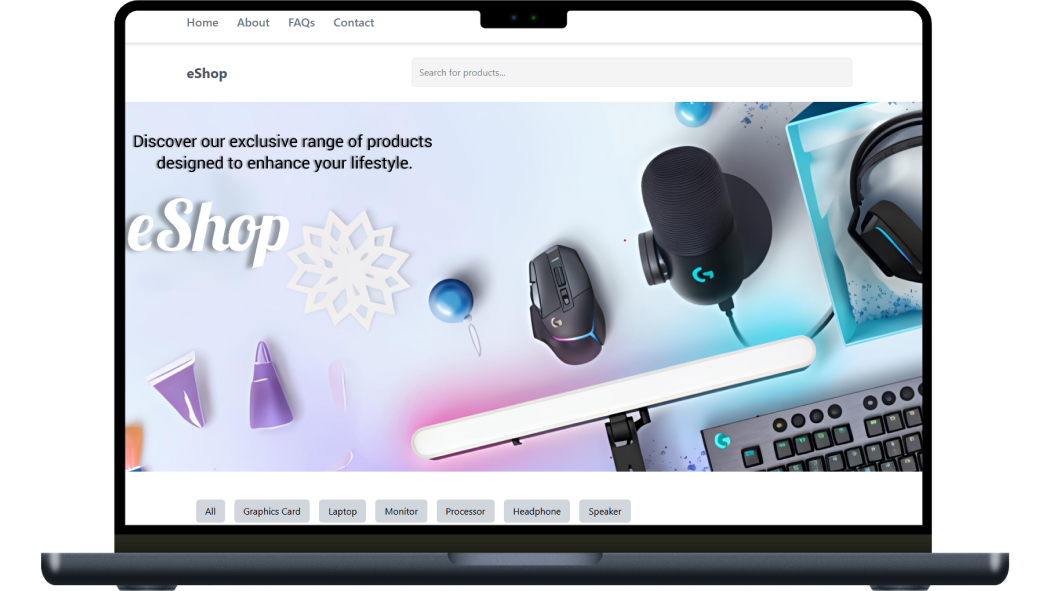 Home About FAQs Contact
eShop Search for products...
Discover our exclusive range of products
designed to enhance your lifestyle.
eShop
All Graphics Card Laptop Monitor Processor Headphone Speaker